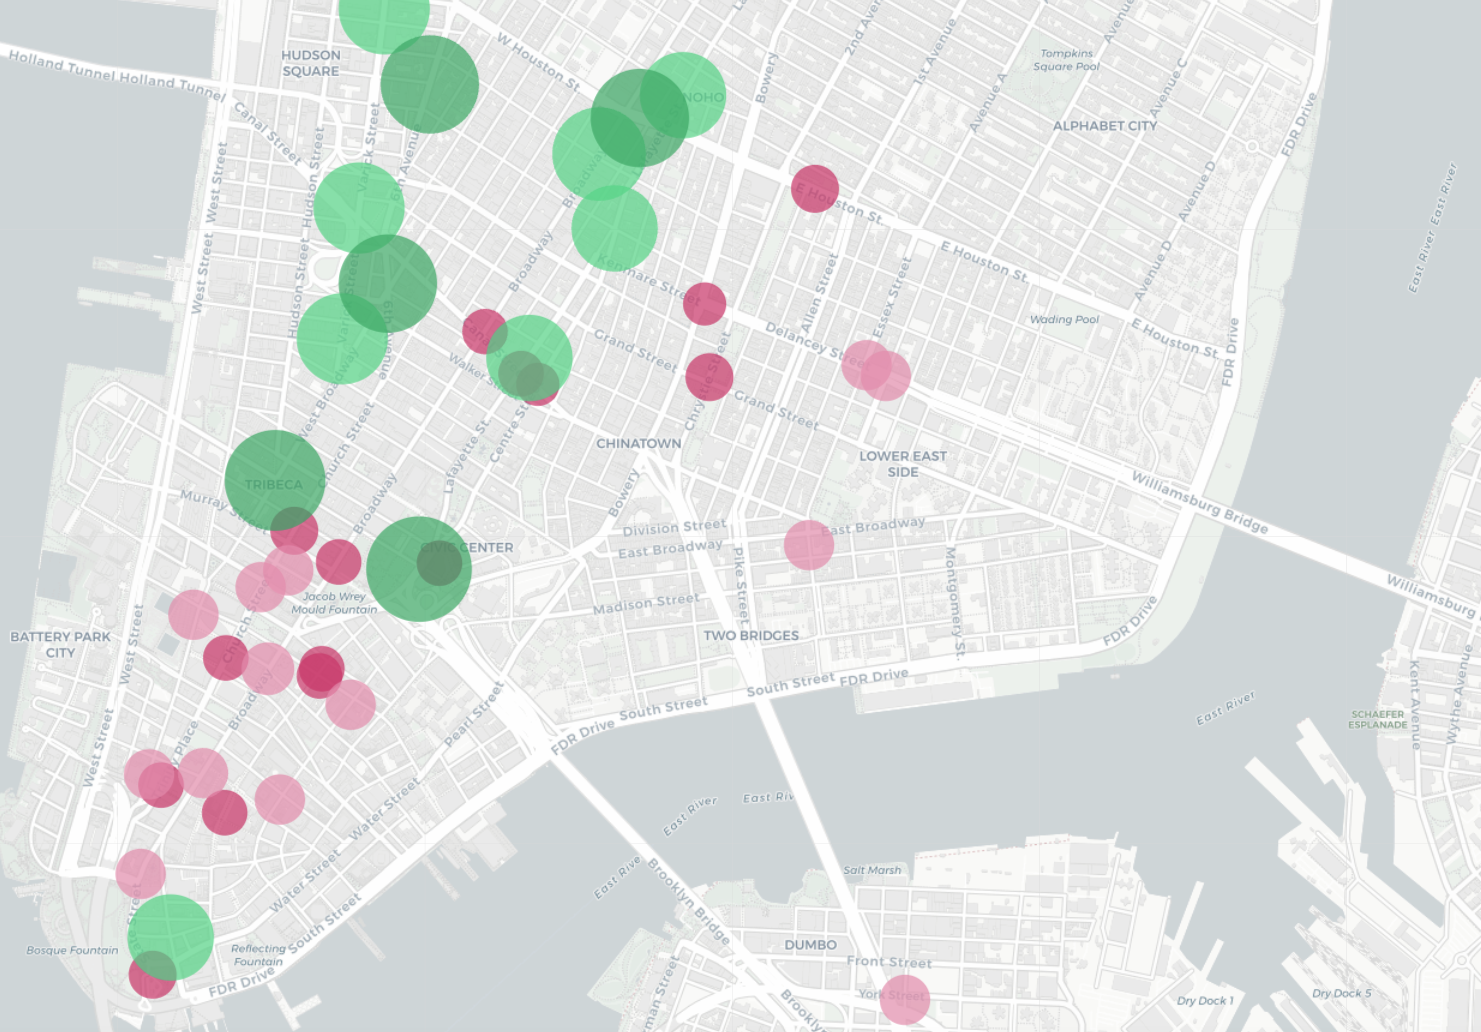 W Houston St.
Bowery
2nd Aven
1st Avenue
Avenue
HUDSON
SQUARE
Holland Tunnel Holland Tunnel
Tompkins
Square Pool
Avenue A
Avenue C
FDR Drive
NOHO
ALPHABET CITY
Canal Street
Hudson Street
Varick Street
6th Avenue
West Street
Broadway
E Houston St.
Avenue D
East River East River
West Street
Hudson Street
Broadway
Kenmare Street
Allen Street
Essex Street
E Houston St.
Avenue D
Wading Pool
E Houston St.
FDR Drive
Canal
Walker Street
Grand Street
Delancey Street
Chrystie Street
Grand Street
West Broadway
Church Street
Centre St.
Lafayette St.
CHINATOWN
LOWER EAST
SIDE
TRIBECA
Murray Street
Broadway
Bowery
Williamsburg Bridge
Division Street
East Broadway
East Broadway
CIVIC CENTER
Pike Street
Montgomery St.
Williamsburg
Jacob Wrey
Mould Fountain
Madison Street
BATTERY PARK
CITY
West Street
Church Street
TWO BRIDGES
FDR Drive
South Street
FDR Drive
South Street
FDR Drive
Broadway
Pearl Street
Kent Avenue
Wythe Avenue
SCHAEFER
ESPLANADE
East River
West Street
Place
Water Street
East Riv
East River
East Rive
Water Street
South Street
Brooklyn Bridge
Salt Marsh
Bosque Fountain
Reflecting
Fountain
FDR Drive
DUMBO
Front Street
York Street
Brooklyn
man Street
Dry Dock 1
Dry Dock 5